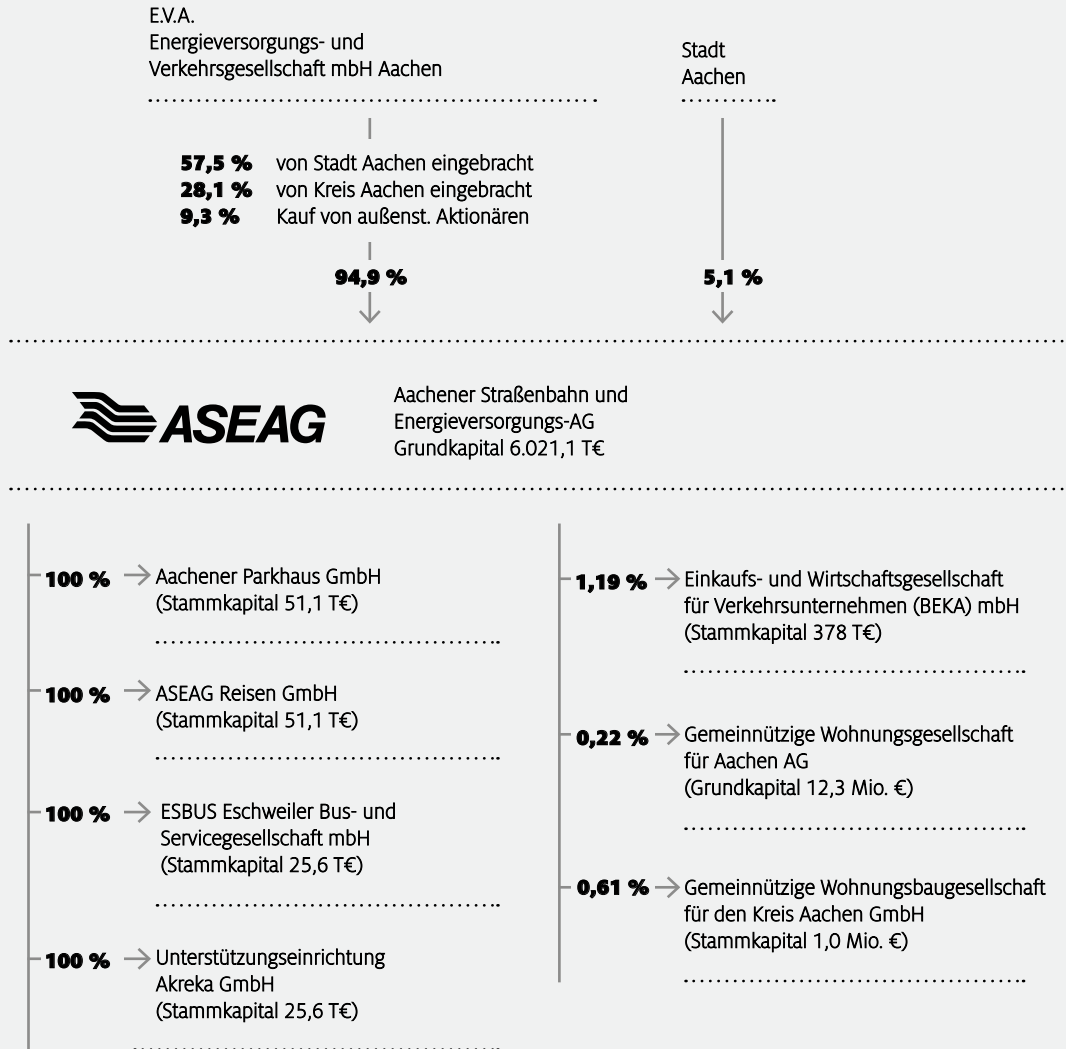 E.V.A.
Energieversorgungs- und
Verkehrsgesellschaft mbH Aachen
Stadt
Aachen
57,5 % von Stadt Aachen eingebracht
28,1 % von Kreis Aachen eingebracht
9,3 % Kauf von außenst. Aktionären
94,9 %
5,1 %
ASEAG
Aachener Straßenbahn und
Energieversorgungs-AG
Grundkapital 6.021,1 T€
100 % Aachener Parkhaus GmbH
(Stammkapital 51,1 T€)
100 % ASEAG Reisen GmbH
(Stammkapital 51,1 T€)
100 % ESBUS Eschweiler Bus- und
Servicegesellschaft mbH
(Stammkapital 25,6 T€)
100 % Unterstützungseinrichtung
Akreka GmbH
(Stammkapital 25,6 T€)
1,19 % Einkaufs- und Wirtschaftsgesellschaft
für Verkehrsunternehmen (BEKA) mbH
(Stammkapital 378 T€)
0,22 % Gemeinnützige Wohnungsgesellschaft
für Aachen AG
(Grundkapital 12,3 Mio. €)
0,61 % Gemeinnützige Wohnungsbaugesellschaft
für den Kreis Aachen GmbH
(Stammkapital 1,0 Mio. €)